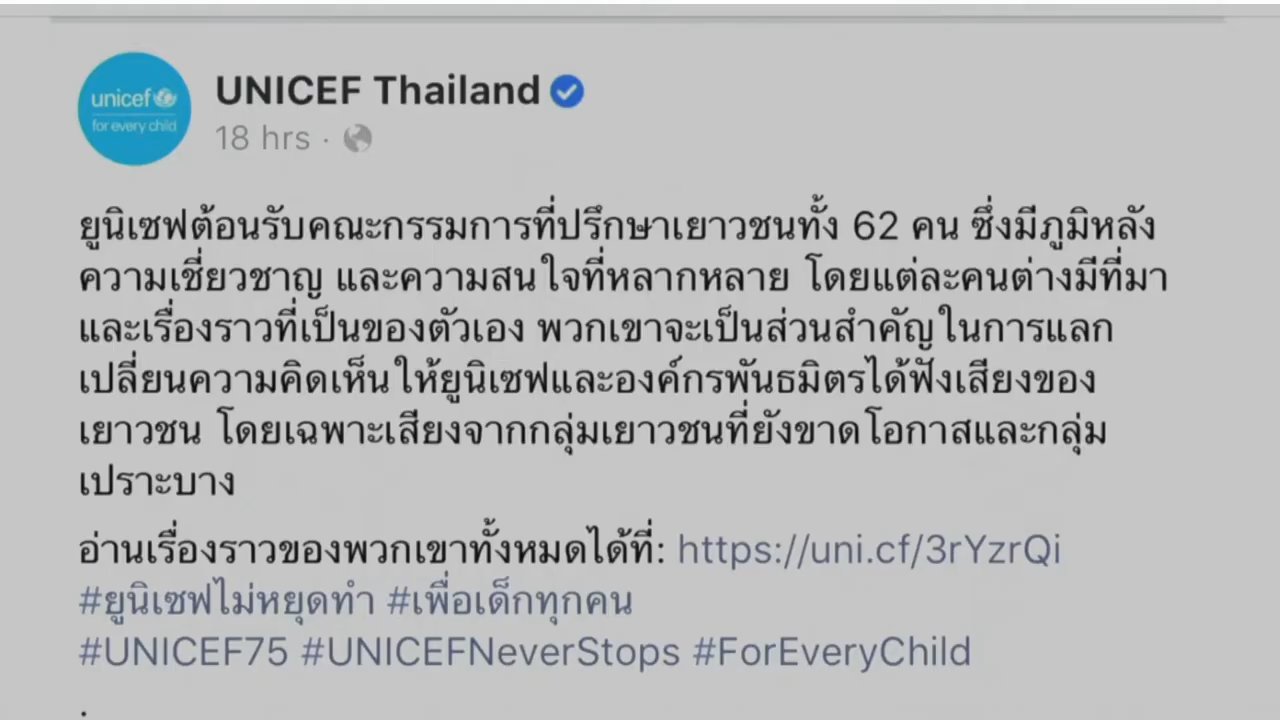 unicef
for every child
UNICEF Thailand
18 hrs ·
ยูนิเซฟต้อนรับคณะกรรมการที่ปรึกษาเยาวชนทั้ง 62 คน ซึ่งมีภูมิหลัง
ความเชี่ยวชาญ และความสนใจที่หลากหลาย โดยแต่ละคนต่างมีที่มา
และเรื่องราวที่เป็นของตัวเอง พวกเขาจะเป็นส่วนสำคัญในการแลก
เปลี่ยนความคิดเห็นให้ยูนิเซฟและองค์กรพันธมิตรได้ฟังเสียงของ
เยาวชน โดยเฉพาะเสียงจากกลุ่มเยาวชนที่ยังขาดโอกาสและกลุ่ม
เปราะบาง
อ่านเรื่องราวของพวกเขาทั้งหมดได้ที่: https://uni.cf/3rYzrQi
#ยูนิเซฟไม่หยุดทำ #เพื่อเด็กทุกคน
#UNICEF75 #UNICEFNeverStops #ForEveryChild
.